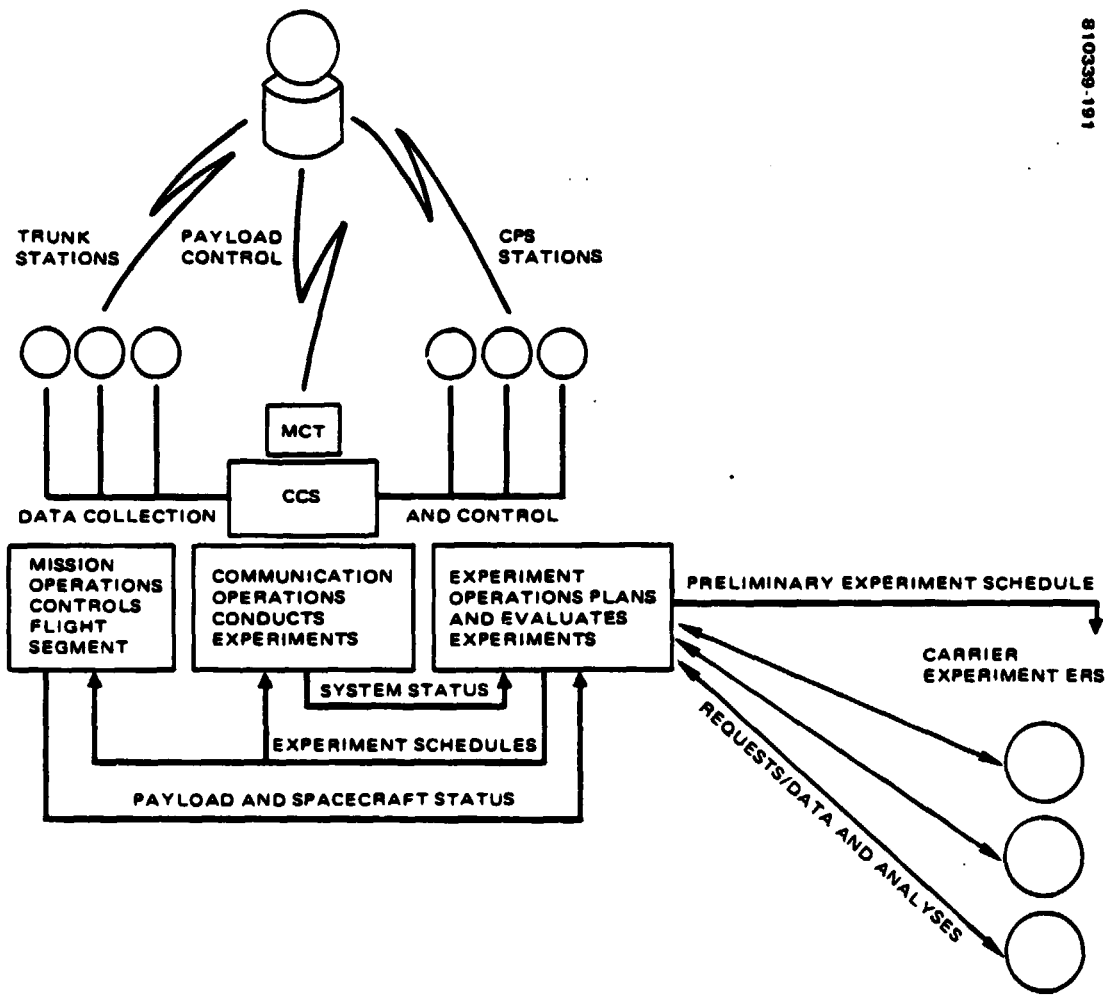 810339-191
TRUNK
STATIONS
PAYLOAD
CONTROL
CPS
STATIONS
MCT
CCS
DATA COLLECTION
AND CONTROL
MISSION
OPERATIONS
CONTROLS
FLIGHT
SEGMENT
COMMUNICATION
OPERATIONS
CONDUCTS
EXPERIMENTS
EXPERIMENT
OPERATIONS PLANS
AND EVALUATES
EXPERIMENTS
PRELIMINARY EXPERIMENT SCHEDULE
CARRIER
EXPERIMENT ERS
SYSTEM STATUS
EXPERIMENT SCHEDULES
PAYLOAD AND SPACECRAFT STATUS
REQUESTS/DATA AND ANALYSES